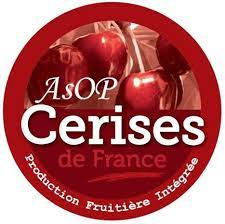 AsOP
Cerises
de France
Production Fruitière Intégrée